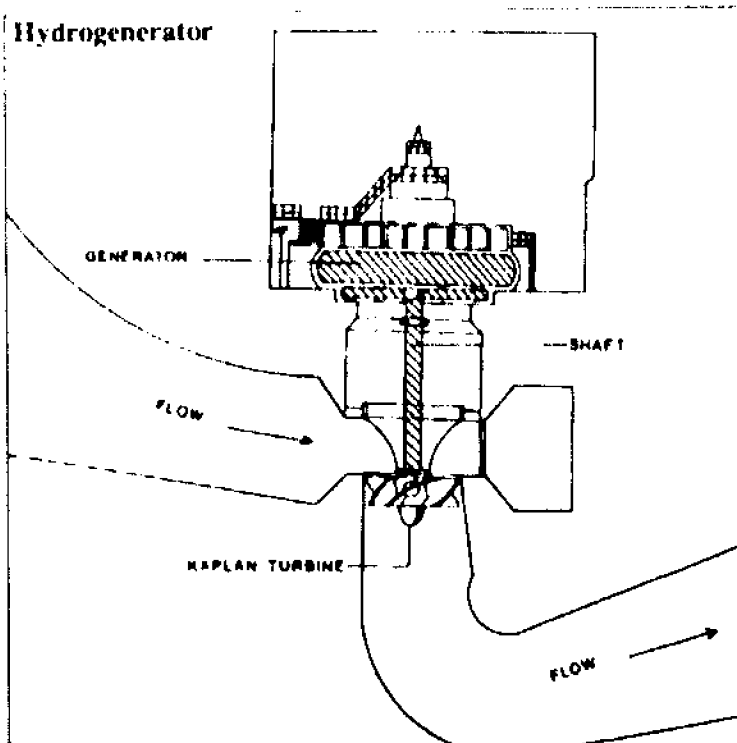 Hydrogenerator
GENERATOR
SHAFT
FLOW
KAPLAN TURBINE
FLOW